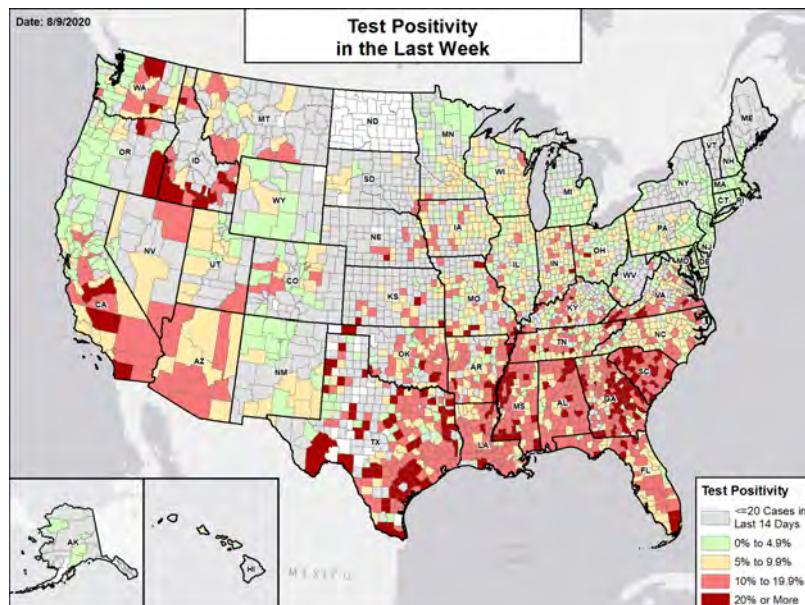 Date: 8/9/2020
Test Positivity
in the Last Week
WA
MT
ND
MN
ME
VT
NH
OR
ID
SD
WI
MI
NY
MA
CT
RI
WY
IA
PA
NJ
NV
NE
IL
IN
OH
MD
DE
UT
CO
WV
VA
CA
KS
MO
KY
AZ
NM
OK
AR
TN
NC
SC
TX
LA
MS
AL
GA
FL
AK
HI
MEXICO
Test Positivity
<=20 Cases in
Last 14 Days
0% to 4.9%
5% to 9.9%
10% to 19.9%
20% or More